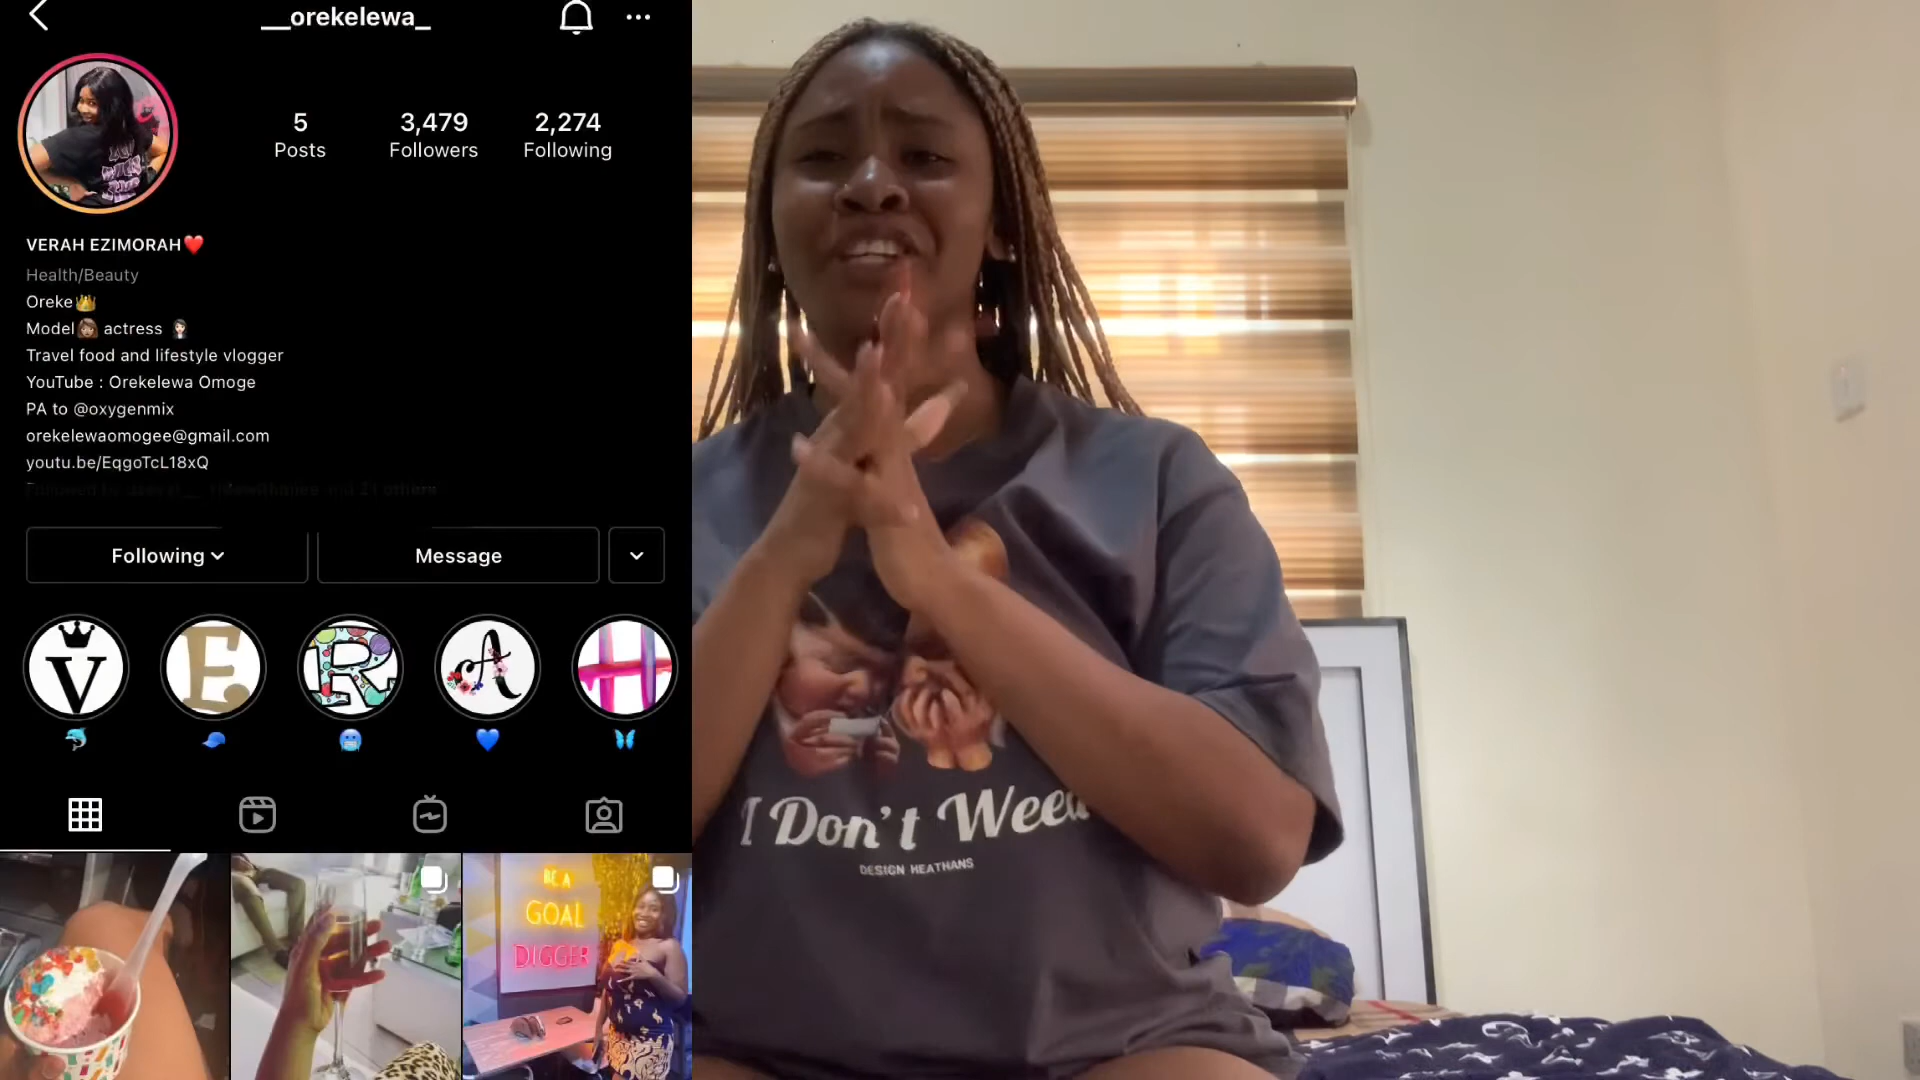 __orekelewa_
5 3,479 2,274
Posts Followers Following
VERAH EZIMORAH❤️
Health/Beauty
Oreke👑
Model actress
Travel food and lifestyle vlogger
YouTube : Orekelewa Omoge
PA to @oxygenmix
orekelewaomogee@gmail.com
youtu.be/EqgoTcL18xQ
Following
Message
V E R A H
BE A
GOAL
DIGGER
I Don't Weed
DESIGN HEATHANS